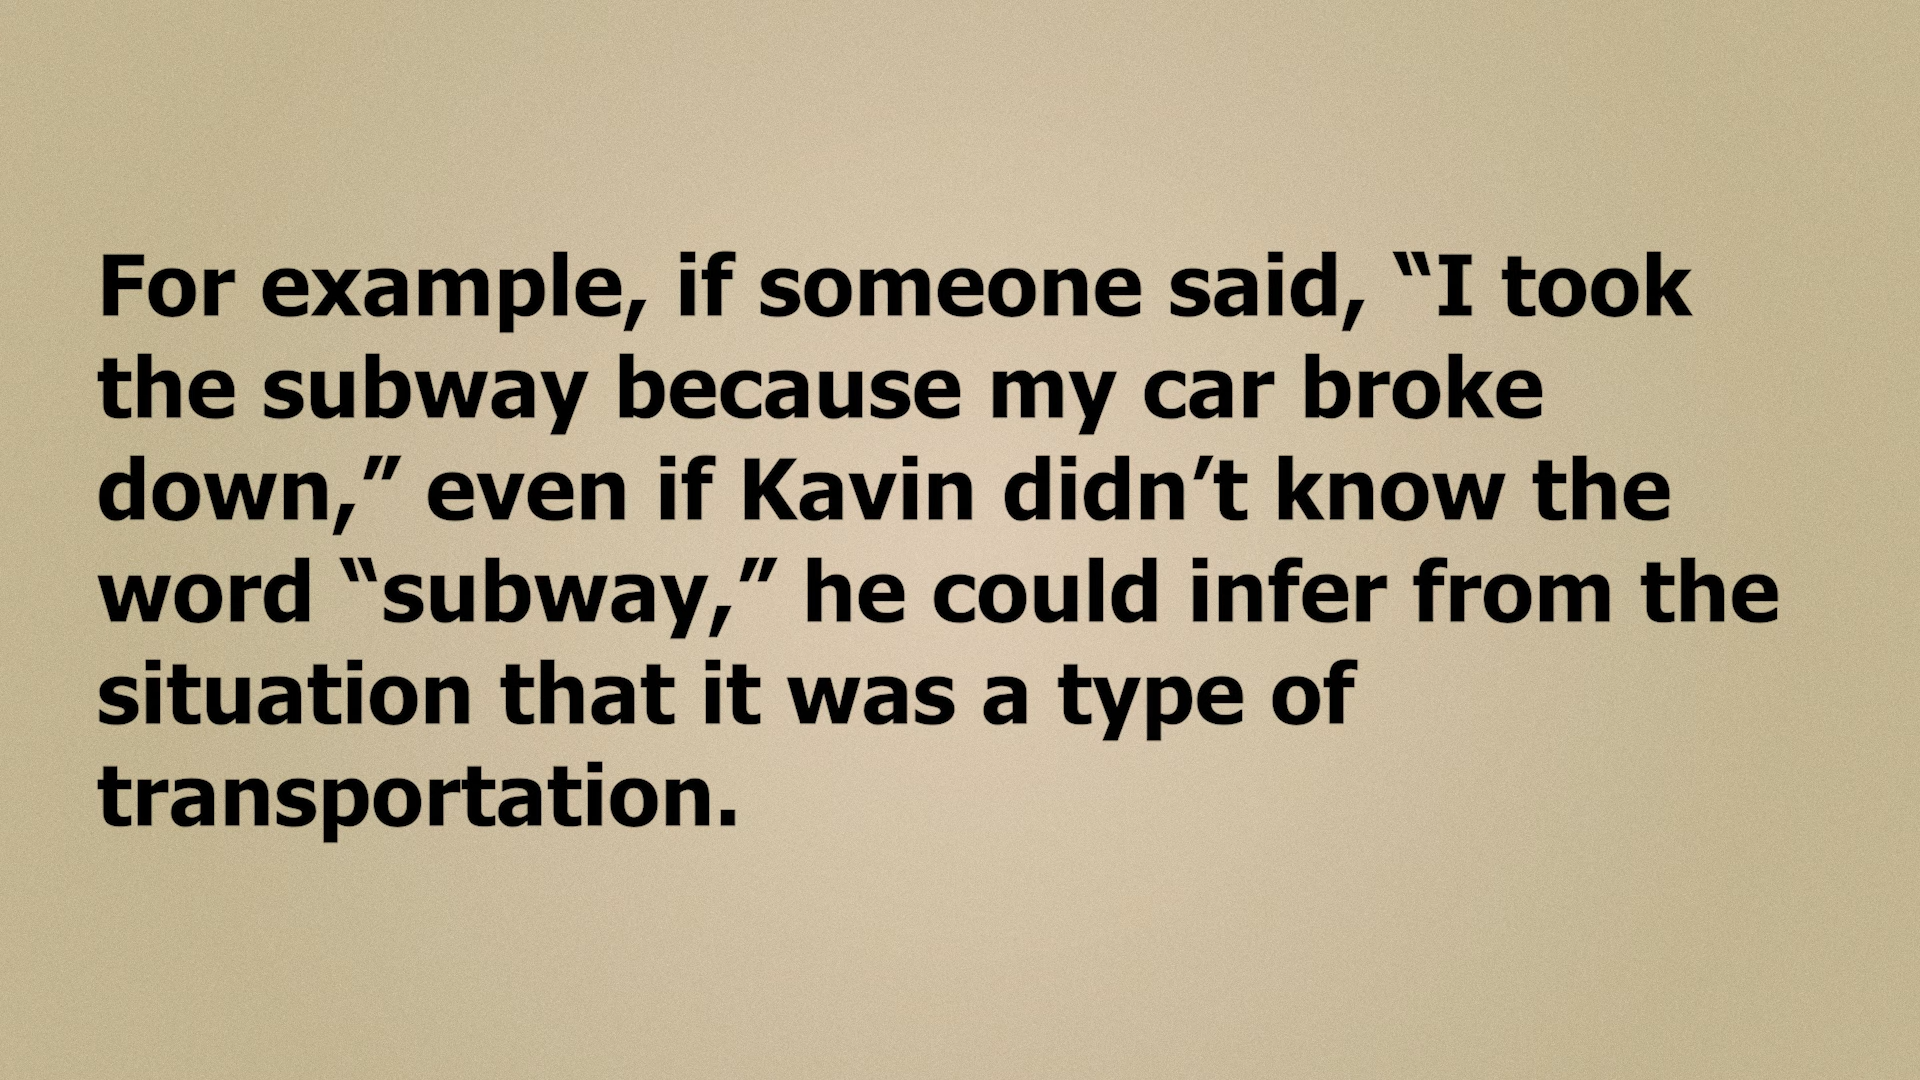 For example, if someone said, “I took
the subway because my car broke
down,” even if Kavin didn’t know the
word “subway,” he could infer from the
situation that it was a type of
transportation.